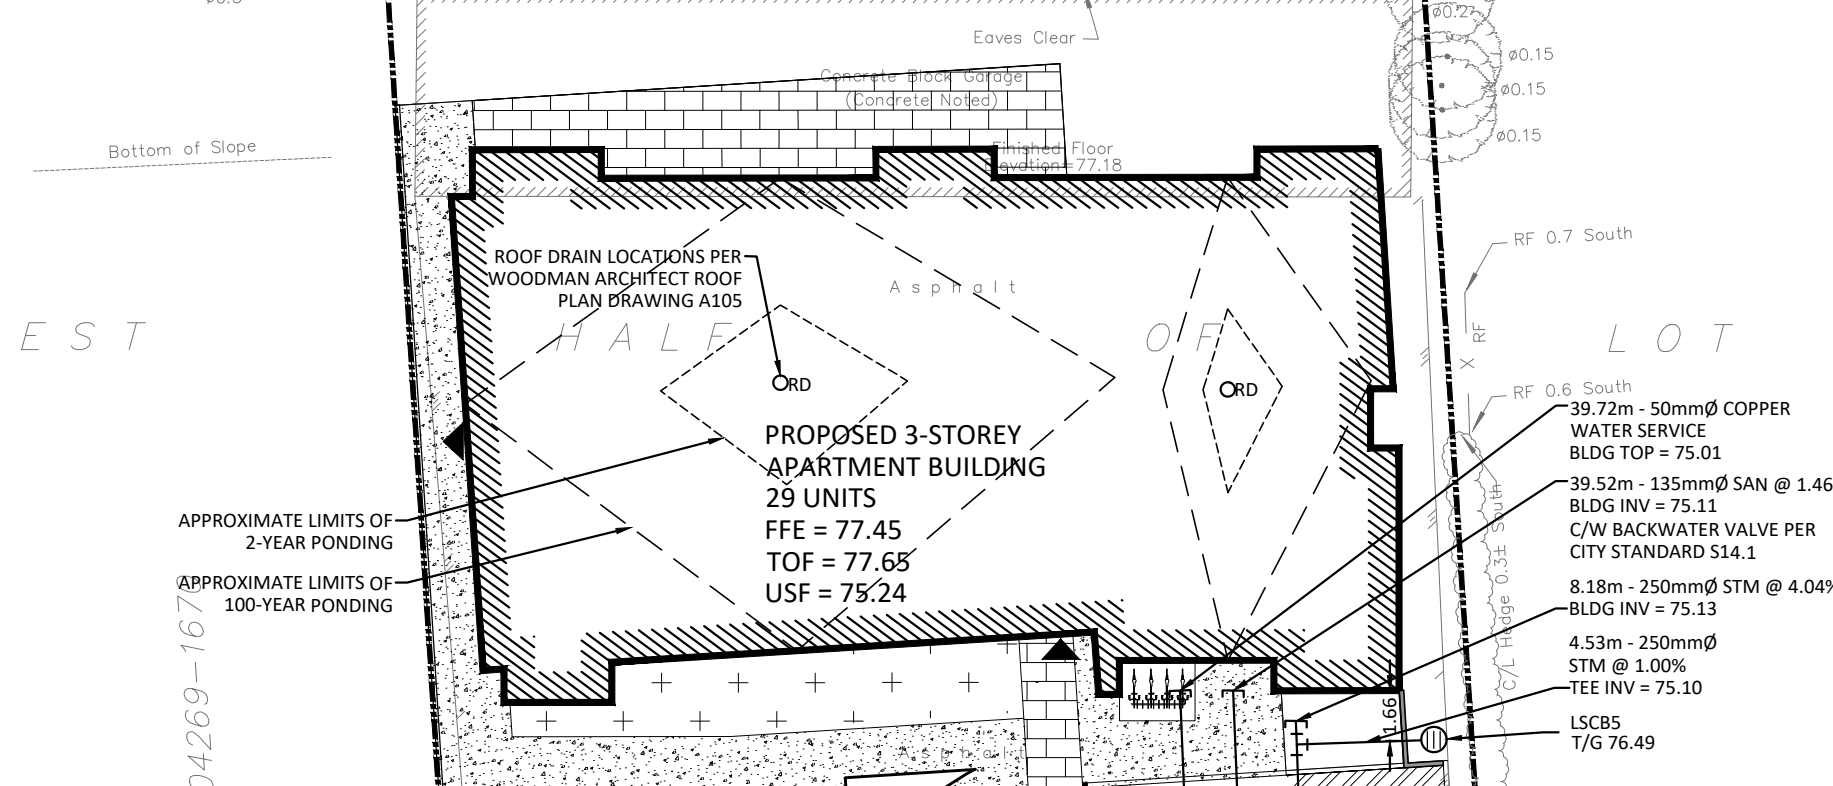 Eaves Clear
ø0.2
ø0.15
ø0.15
ø0.15
Concrete Block Garage
(Concrete Noted)
Finished Floor
Elevation=77.18
Bottom of Slope
ROOF DRAIN LOCATIONS PER
WOODMAN ARCHITECT ROOF
PLAN DRAWING A105
Asphalt
RF 0.7 South
EST HALF OF LOT
X RF
RF 0.6 South
RD
RD
PROPOSED 3-STOREY
APARTMENT BUILDING
29 UNITS
FFE = 77.45
TOF = 77.65
USF = 75.24
APPROXIMATE LIMITS OF
2-YEAR PONDING
APPROXIMATE LIMITS OF
100-YEAR PONDING
39.72m - 50mmØ COPPER
WATER SERVICE
BLDG TOP = 75.01
39.52m - 135mmØ SAN @ 1.46
BLDG INV = 75.11
C/W BACKWATER VALVE PER
CITY STANDARD S14.1
8.18m - 250mmØ STM @ 4.04%
BLDG INV = 75.13
4.53m - 250mmØ
STM @ 1.00%
TEE INV = 75.10
LSCB5
T/G 76.49
C/L Hedge 0.3± South
1.66
Asphalt